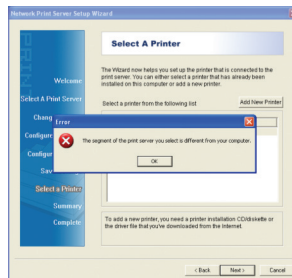 Network Print Server Setup Wizard
PRINT
Select A Printer
The Wizard now helps you set up the printer that is connected to the
print server. You can either select a printer that has already been
installed on this computer or add a new printer.
Welcome
Select A Print Server
Select a printer from the following list
Add New Printer
Chang
Error
Configure
The segment of the print server you select is different from your computer.
Configur
OK
Sav
Select a Printer
Summary
To add a new printer, you need a printer installation CD/diskette or
the driver file that you've downloaded from the Internet.
Complete
< Back
Next >
Cancel